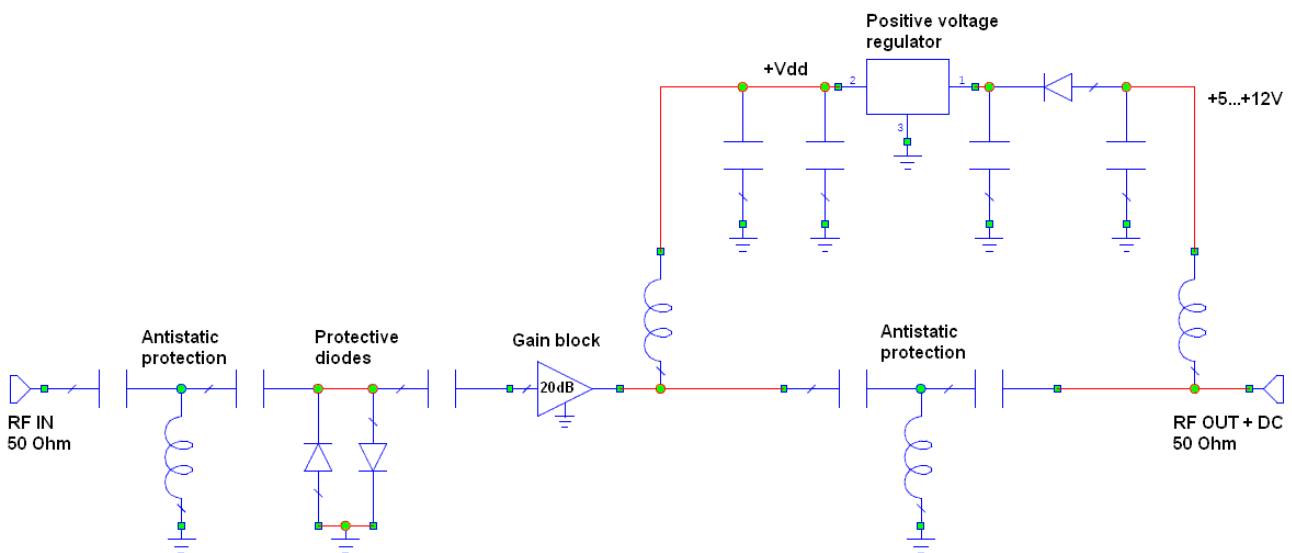 Positive voltage
regulator
+Vdd
2
1
3
+5...+12V
Antistatic
protection
Protective
diodes
Gain block
20dB
Antistatic
protection
RF IN
50 Ohm
RF OUT + DC
50 Ohm